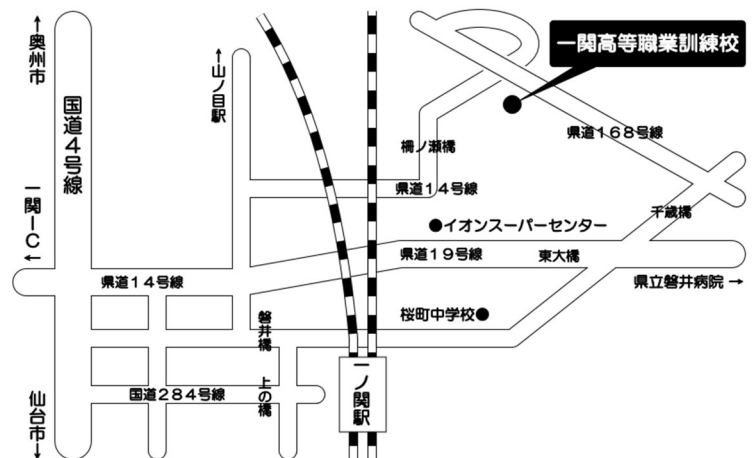 ↑奥州市
国道4号線
↑山ノ目駅
一関高等職業訓練校
県道168号線
柵ノ瀬橋
県道14号線
千歳橋
一関IC↓
●イオンスーパーセンター
県道19号線
東大橋
県道14号線
県立磐井病院→
磐井橋
桜町中学校●
一ノ関駅
国道284号線
上の橋
仙台市↓